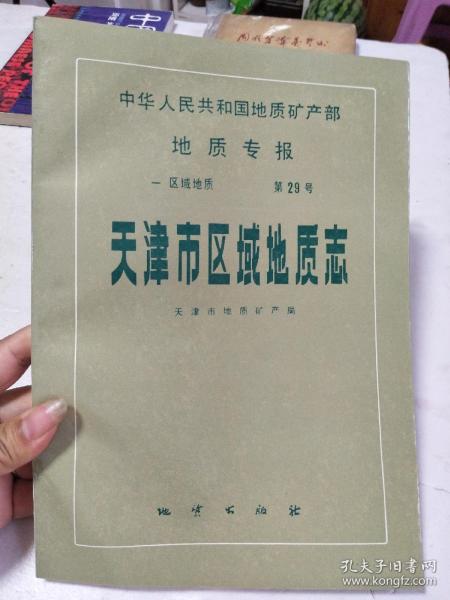 中华人民共和国地质矿产部
地质专报
一 区域地质 第29号
天津市区域地质志
天津市地质矿产局
地质出版社
孔夫子旧书网
www.kongfz.com